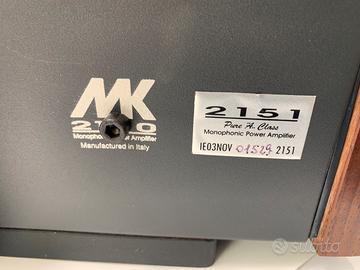 MK
Monophonic Power Amplifier
Manufactured in Italy
2151
Pure A Class
Monophonic Power Amplifier
IE03NOV 01529 2151
Subito